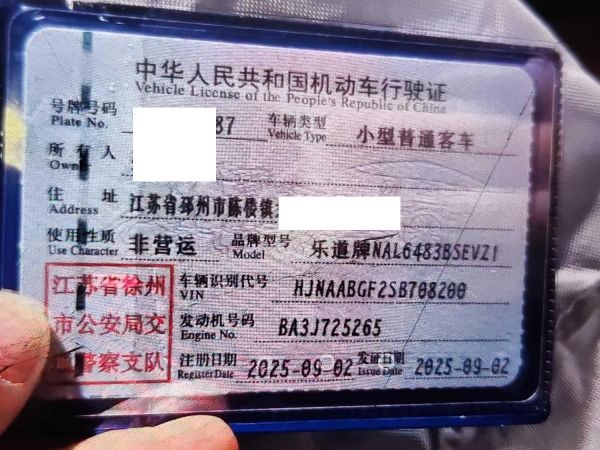 中华人民共和国机动车行驶证
Vehicle License of the People's Republic of China
号牌号码 87 车辆类型 小型普通客车
Plate No. Vehicle Type
所有人
Owner
住址 江苏省邳州市陈楼镇
Address
使用性质 非营运 品牌型号 乐道牌NAL6483BSEVZ1
Use Character Model
江苏省徐州 车辆识别代号 HJNAABGF2SB708200
VIN
市公安局交 发动机号码 BA3J725265
Engine No.
通警察支队 注册日期 2025-09-02 发证日期 2025-09-02
Register Date Issue Date